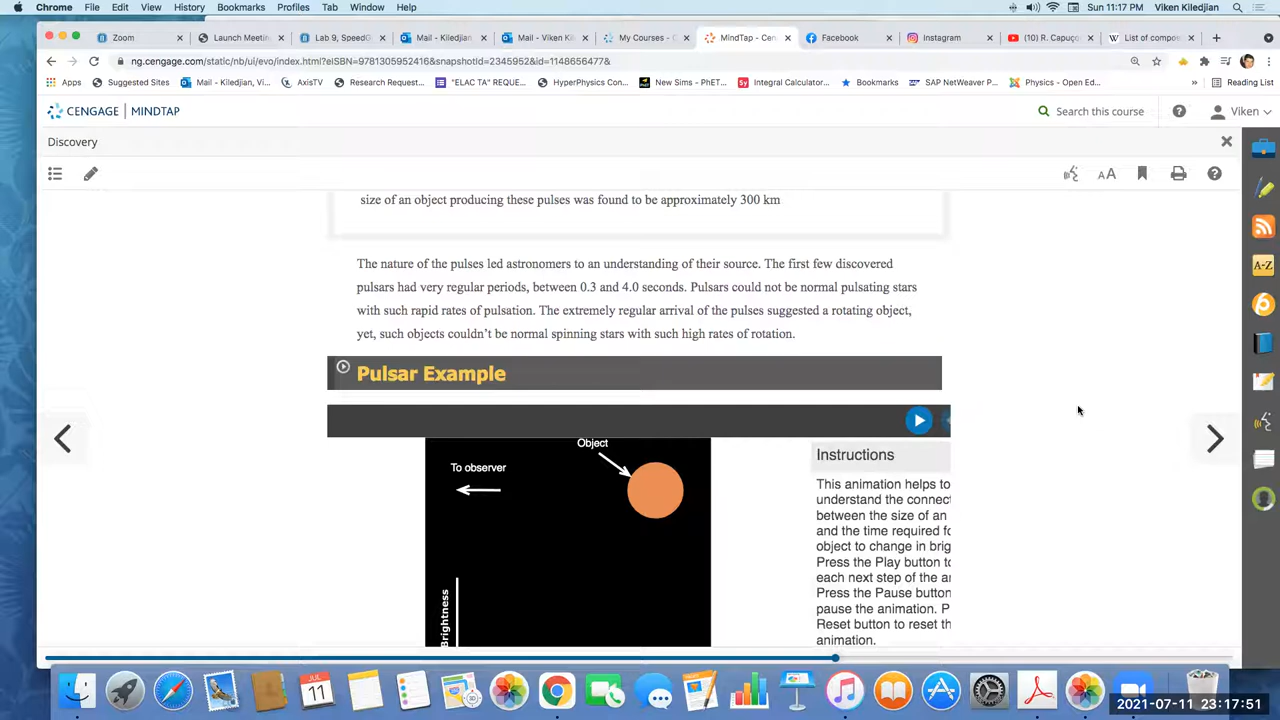 Chrome File Edit View History Bookmarks Profiles Tab Window Help
Sun 11:17 PM Viken Kiledjian
Zoom
Launch Meetin
Lab 9, SpeedG
Mail - Kiledjian,
Mail - Viken K
My Courses - C
MindTap - Cen
Facebook
Instagram
(10) R. Capuço
List of compos
ng.cengage.com/static/nb/ui/evo/index.html?eISBN=9781305952416&snapshotId=2345952&id=1148656477&
Apps
Suggested Sites
Mail - Kiledjian, Vi...
AxisTV
Research Request...
"ELAC TA" REQUE...
HyperPhysics Con...
New Sims - PhET...
Integral Calculator...
Bookmarks
SAP NetWeaver P...
Physics - Open Ed...
»
Reading List
CENGAGE | MINDTAP
Search this course
Viken
Discovery
AA
size of an object producing these pulses was found to be approximately 300 km
The nature of the pulses led astronomers to an understanding of their source. The first few discovered
pulsars had very regular periods, between 0.3 and 4.0 seconds. Pulsars could not be normal pulsating stars
with such rapid rates of pulsation. The extremely regular arrival of the pulses suggested a rotating object,
yet, such objects couldn’t be normal spinning stars with such high rates of rotation.
Pulsar Example
Object
To observer
Brightness
Instructions
This animation helps to
understand the connect
between the size of an
and the time required fo
object to change in brig
Press the Play button to
each next step of the a
Press the Pause button
pause the animation. P
Reset button to reset th
animation.
A-Z
JUL
11
2021-07-11 23:17:51